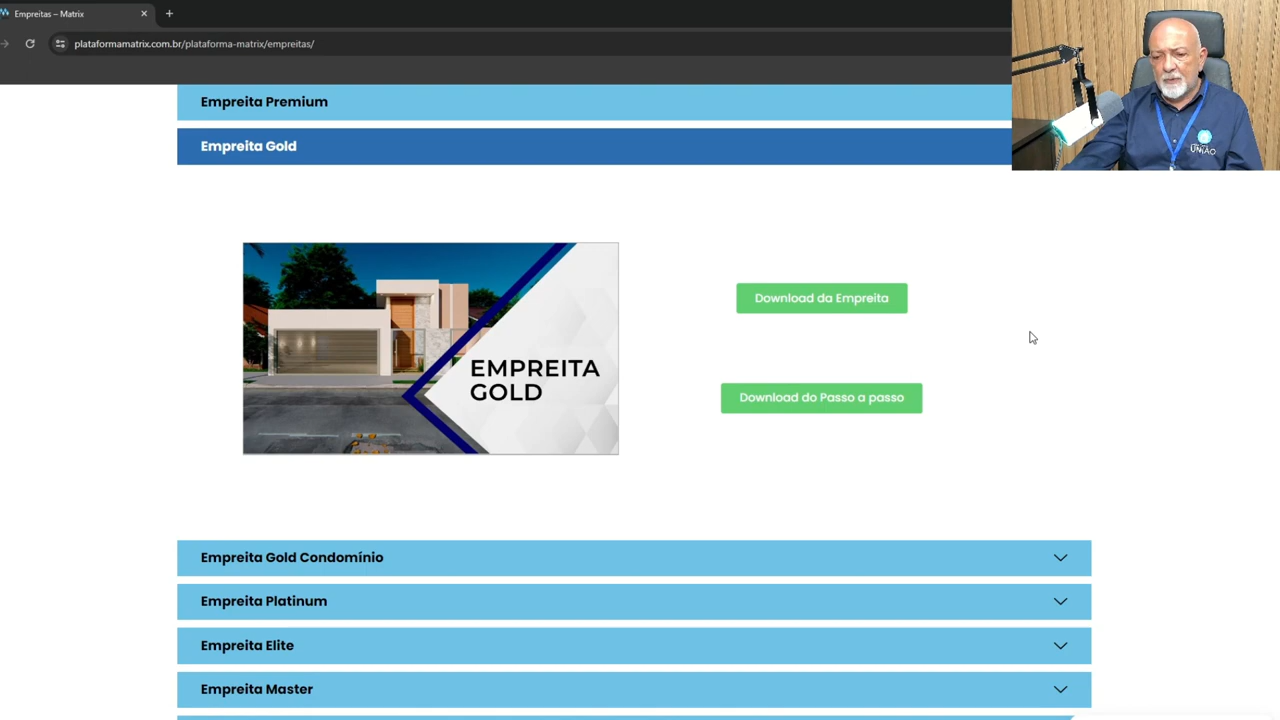 Empreitas – Matrix
plataformamatrix.com.br/plataforma-matrix/empreitas/
Empreita Premium
Empreita Gold
UNIÃO
Download da Empreita
EMPREITA
GOLD
Download do Passo a passo
Empreita Gold Condomínio
Empreita Platinum
Empreita Elite
Empreita Master